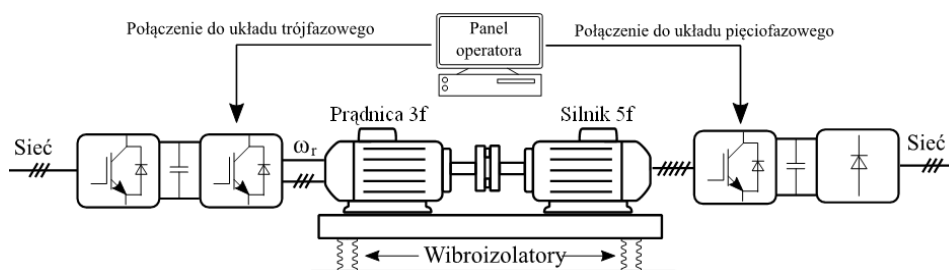 Połączenie do układu trójfazowego
Panel
operatora
Połączenie do układu pięciofazowego
Prądnica 3f
Silnik 5f
Sieć
ωr
Sieć
Wibroizolatory